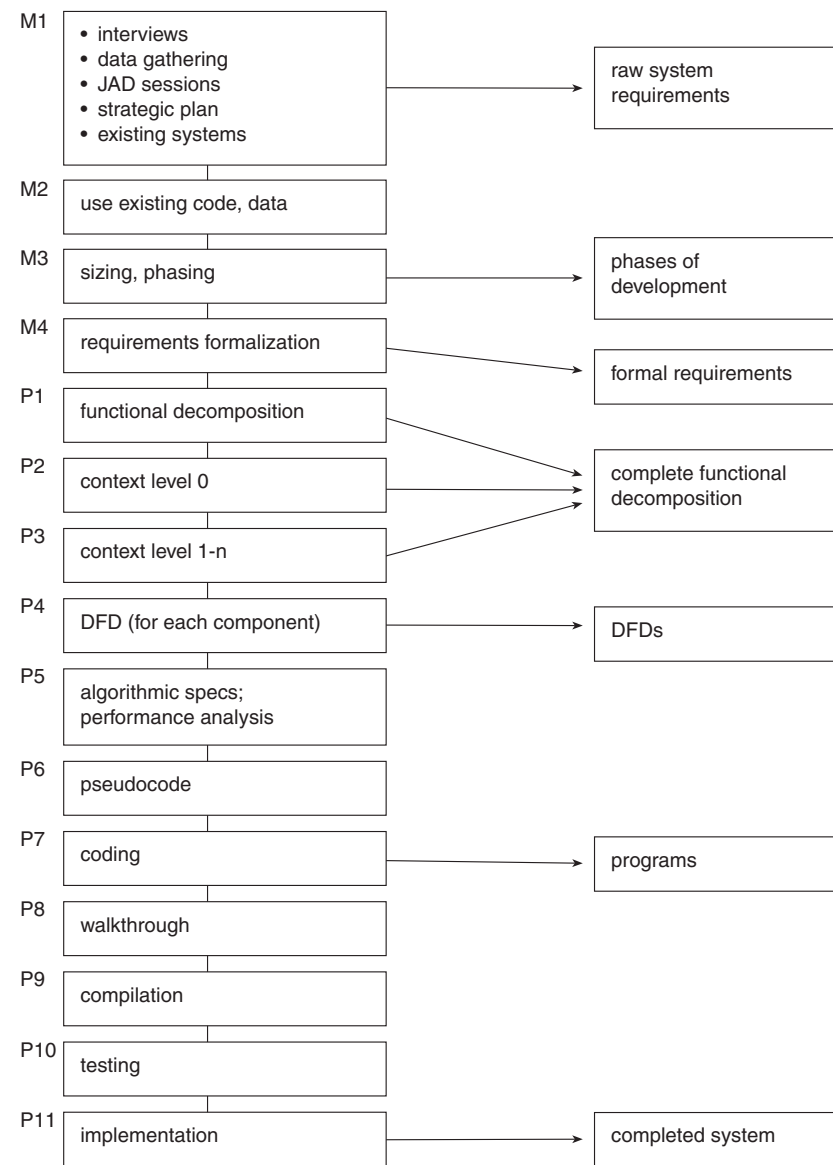 M1
• interviews
• data gathering
• JAD sessions
• strategic plan
• existing systems
raw system
requirements
M2
use existing code, data
M3
sizing, phasing
phases of
development
M4
requirements formalization
formal requirements
P1
functional decomposition
P2
context level 0
complete functional
decomposition
P3
context level 1-n
P4
DFD (for each component)
DFDs
P5
algorithmic specs;
performance analysis
P6
pseudocode
P7
coding
programs
P8
walkthrough
P9
compilation
P10
testing
P11
implementation
completed system